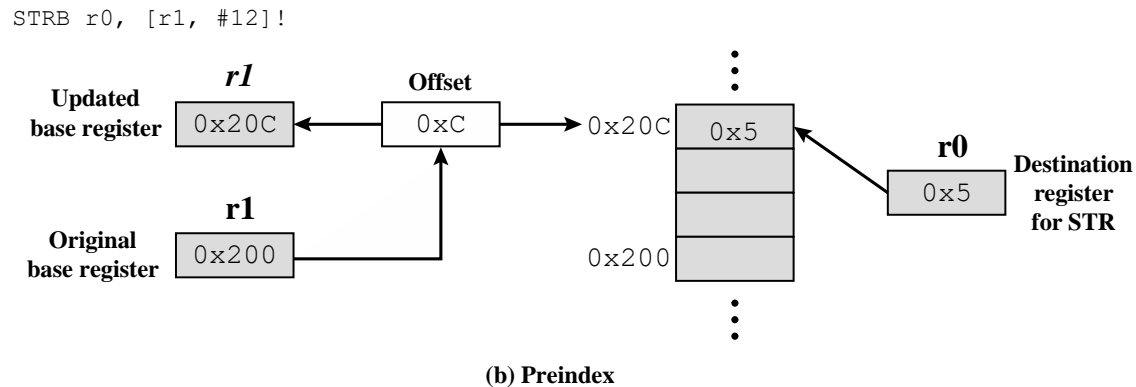 STRB r0, [r1, #12]!
r1
Offset
Updated
base register
0x20C
0xC
0x20C
0x5
r0
Destination
register
for STR
0x5
r1
Original
base register
0x200
0x200
(b) Preindex